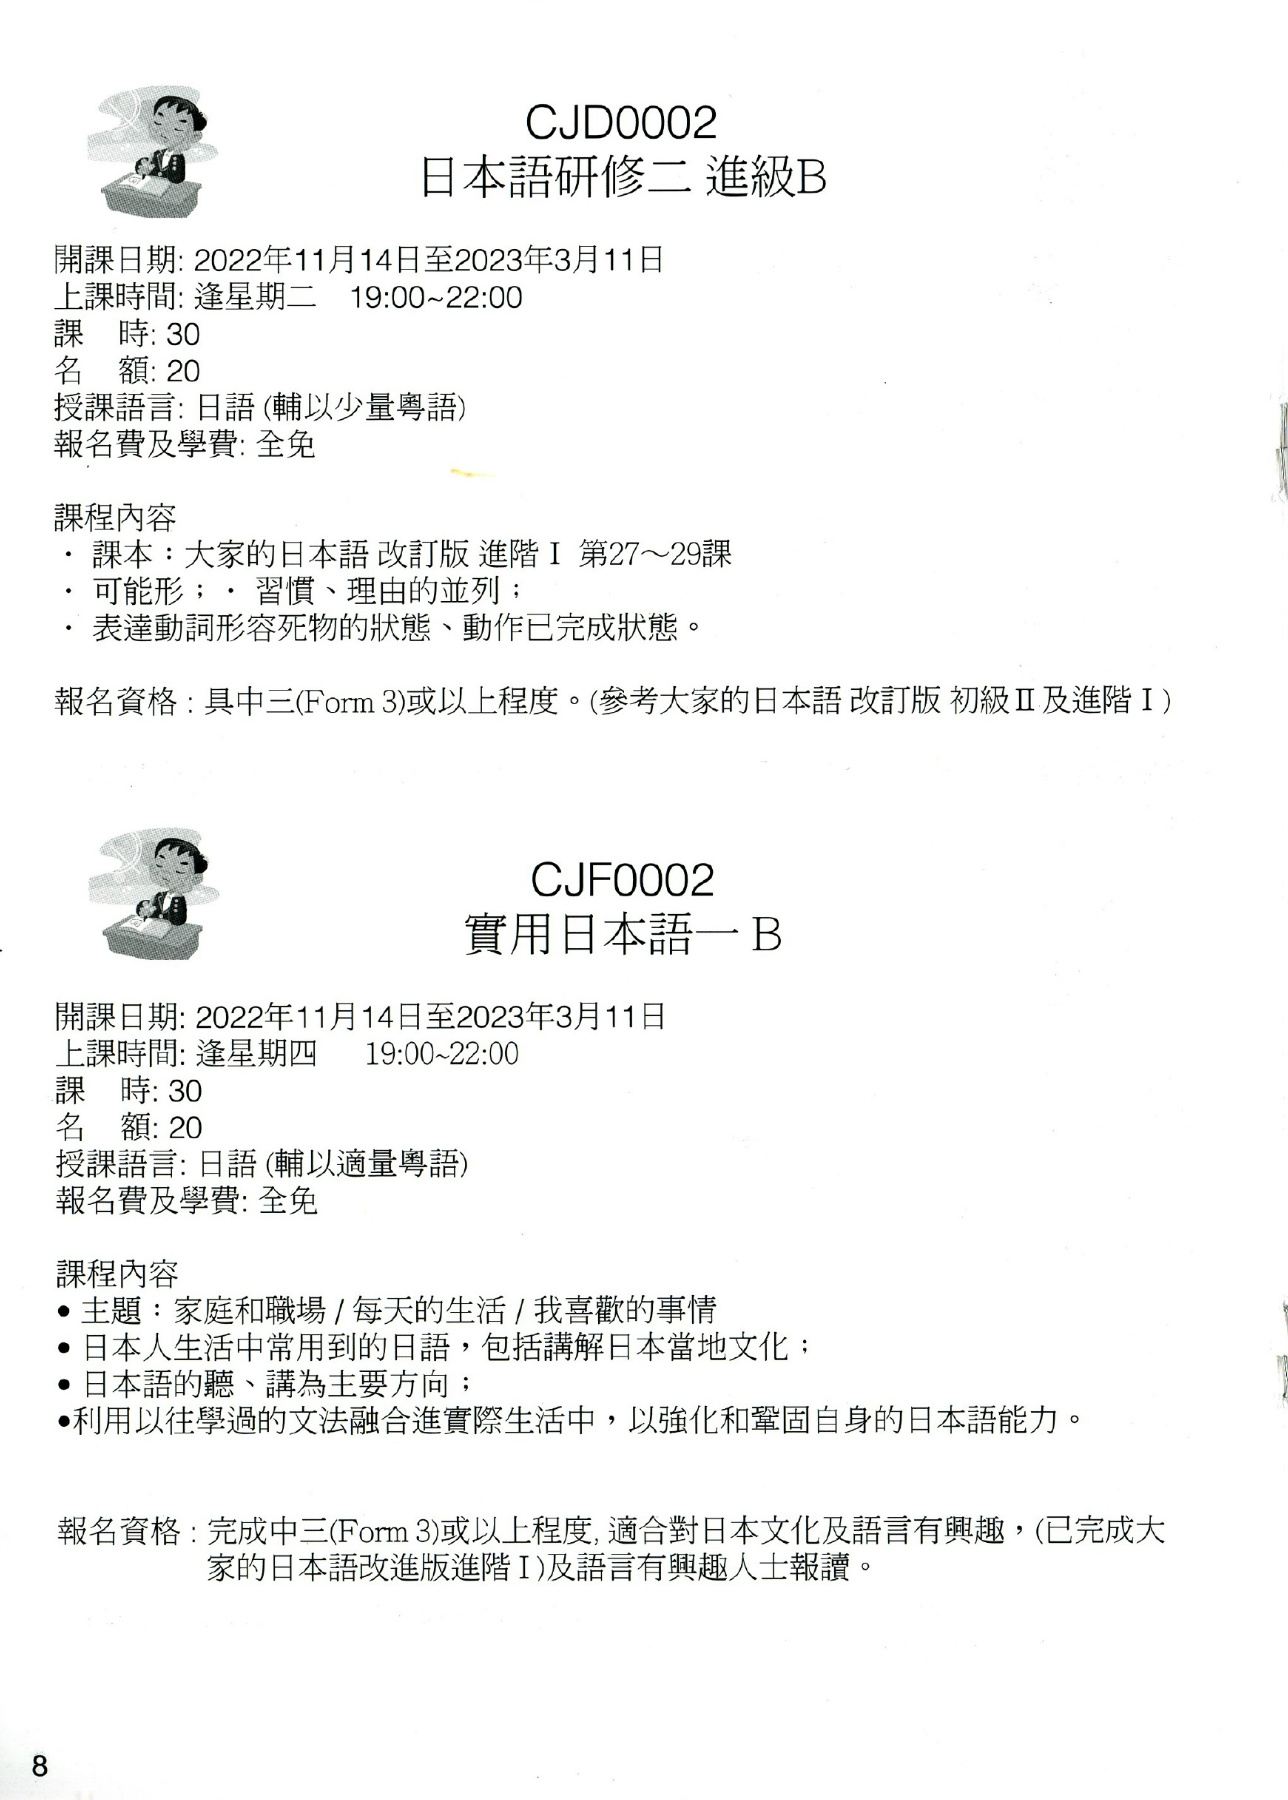 CJD0002
日本語研修二 進級B
開課日期: 2022年11月14日至2023年3月11日
上課時間: 逢星期二 19:00~22:00
課 時: 30
名 額: 20
授課語言: 日語 (輔以少量粵語)
報名費及學費: 全免
課程內容
· 課本：大家的日本語 改訂版 進階Ⅰ 第27～29課
· 可能形；· 習慣、理由的並列；
· 表達動詞形容死物的狀態、動作已完成狀態。
報名資格 : 具中三(Form 3)或以上程度。(參考大家的日本語 改訂版 初級Ⅱ及進階Ⅰ)
CJF0002
實用日本語一 B
開課日期: 2022年11月14日至2023年3月11日
上課時間: 逢星期四 19:00~22:00
課 時: 30
名 額: 20
授課語言: 日語 (輔以適量粵語)
報名費及學費: 全免
課程內容
● 主題：家庭和職場 / 每天的生活 / 我喜歡的事情
● 日本人生活中常用到的日語，包括講解日本當地文化；
● 日本語的聽、講為主要方向；
●利用以往學過的文法融合進實際生活中，以強化和鞏固自身的日本語能力。
報名資格 : 完成中三(Form 3)或以上程度, 適合對日本文化及語言有興趣，(已完成大
家的日本語改進版進階Ⅰ)及語言有興趣人士報讀。
8